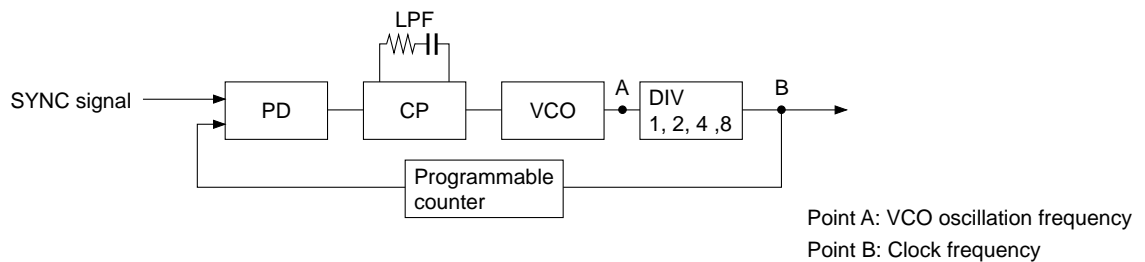 LPF
SYNC signal
PD
CP
VCO
A
DIV
1, 2, 4 ,8
B
Programmable
counter
Point A: VCO oscillation frequency
Point B: Clock frequency